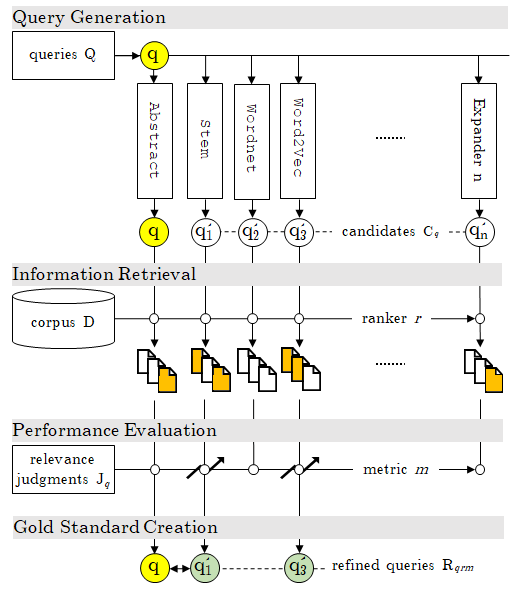 Query Generation
queries Q
q
Abstract
Stem
Wordnet
Word2Vec
........
Expander n
q
q́1
q́2
q́3
candidates Cq
q́n
Information Retrieval
corpus D
ranker r
........
Performance Evaluation
relevance
judgments Jq
metric m
Gold Standard Creation
q
q́1
q́3
refined queries Rqrm